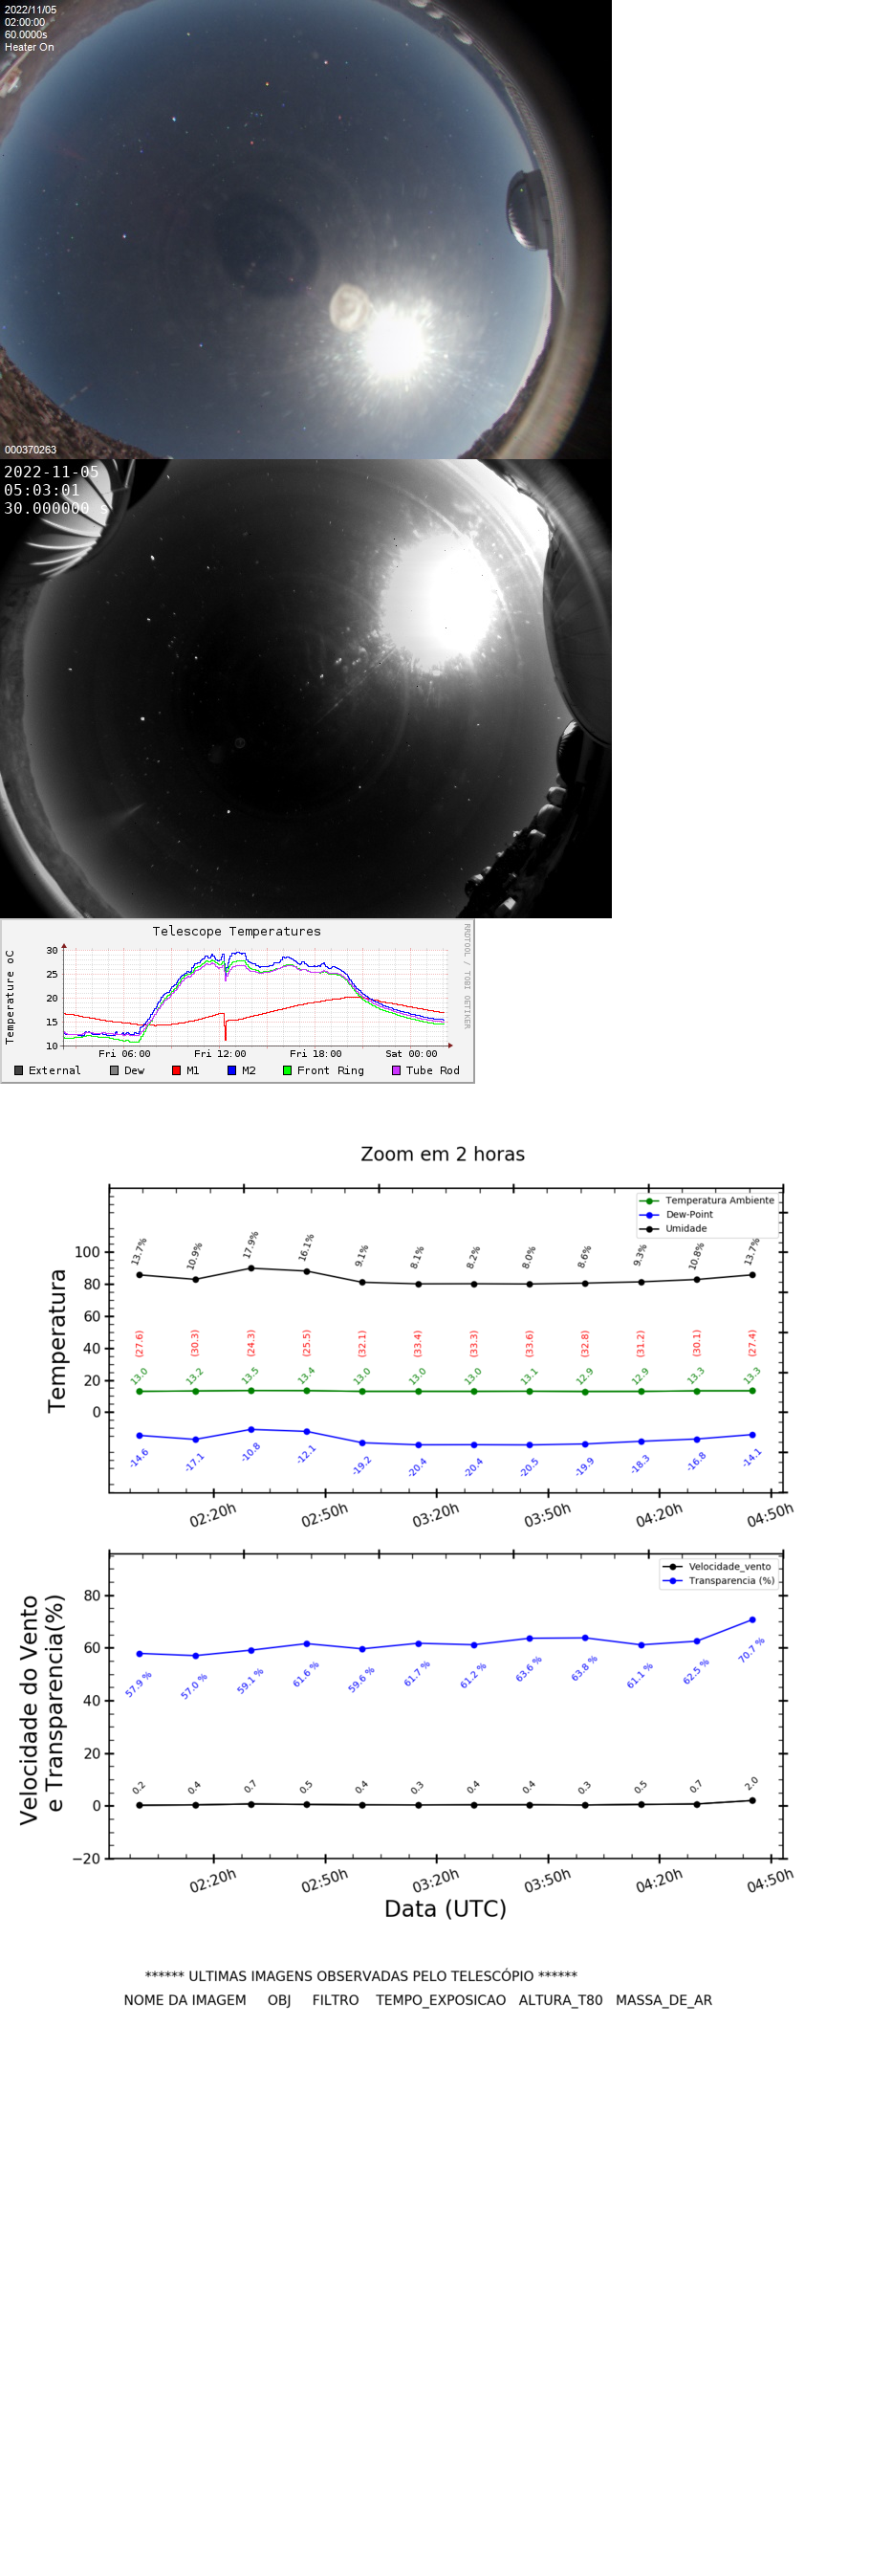 2022/11/05
02:00:00
60.0000s
Heater On
000370263
2022-11-05
05:03:01
30.000000 s
Telescope Temperatures
Temperature oC
RRDTOOL / TOBI OETIKER
30
25
20
15
10
Fri 06:00 Fri 12:00 Fri 18:00 Sat 00:00
External Dew M1 M2 Front Ring Tube Rod
Zoom em 2 horas
Temperatura
Temperatura Ambiente
Dew-Point
Umidade
100
80
60
40
20
0
13.7% 10.9% 17.9% 16.1% 9.1% 8.1% 8.2% 8.0% 8.6% 9.3% 10.8% 13.7%
(27.6) (30.3) (24.3) (25.5) (32.1) (33.4) (33.3) (33.6) (32.8) (31.2) (30.1) (27.4)
13.0 13.2 13.5 13.4 13.0 13.0 13.0 13.1 12.9 12.9 13.3 13.3
-14.6 -17.1 -10.8 -12.1 -19.2 -20.4 -20.4 -20.5 -19.9 -18.3 -16.8 -14.1
02:20h 02:50h 03:20h 03:50h 04:20h 04:50h
Velocidade do Vento
e Transparencia(%)
Velocidade_vento
Transparencia (%)
80
60
40
20
0
−20
57.9 % 57.0 % 59.1 % 61.6 % 59.6 % 61.7 % 61.2 % 63.6 % 63.8 % 61.1 % 62.5 % 70.7 %
0.2 0.4 0.7 0.5 0.4 0.3 0.4 0.4 0.3 0.5 0.7 2.0
02:20h 02:50h 03:20h 03:50h 04:20h 04:50h
Data (UTC)
****** ULTIMAS IMAGENS OBSERVADAS PELO TELESCÓPIO ******
NOME DA IMAGEM OBJ FILTRO TEMPO_EXPOSICAO ALTURA_T80 MASSA_DE_AR